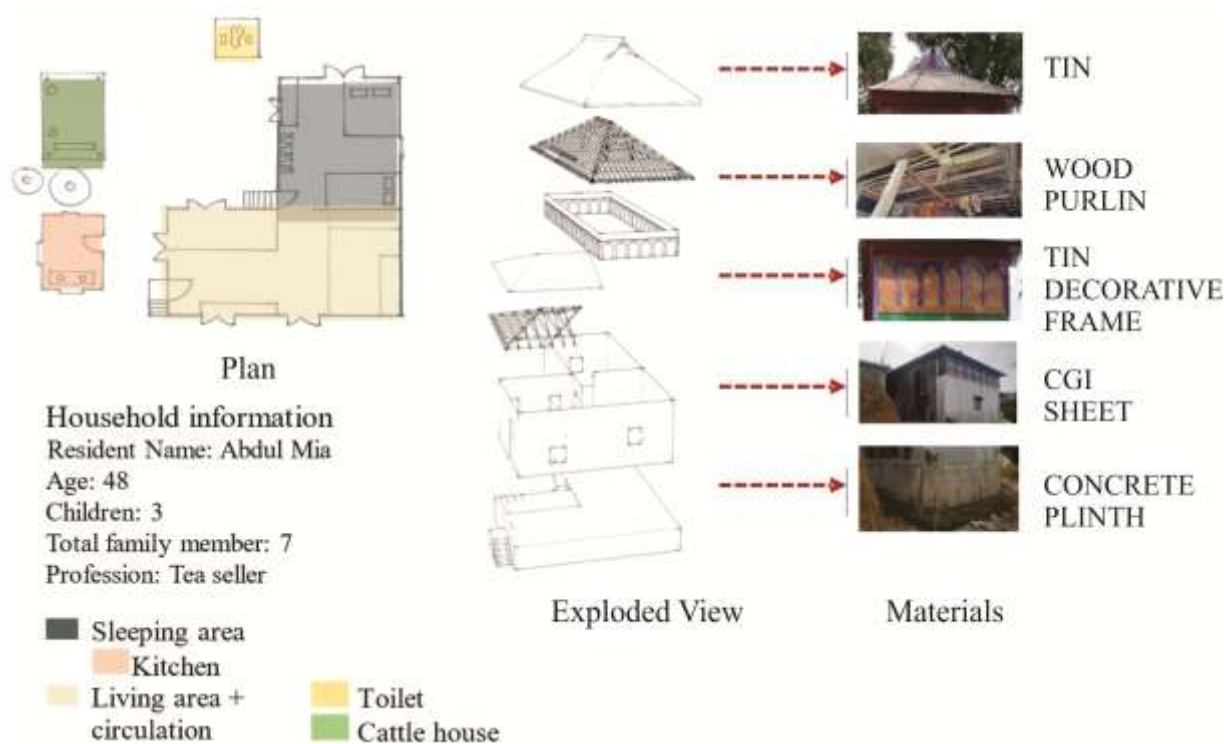 Plan
Household information
Resident Name: Abdul Mia
Age: 48
Children: 3
Total family member: 7
Profession: Tea seller
Sleeping area
Kitchen
Living area +
circulation
Toilet
Cattle house
Exploded View
TIN
WOOD
PURLIN
TIN
DECORATIVE
FRAME
CGI
SHEET
CONCRETE
PLINTH
Materials